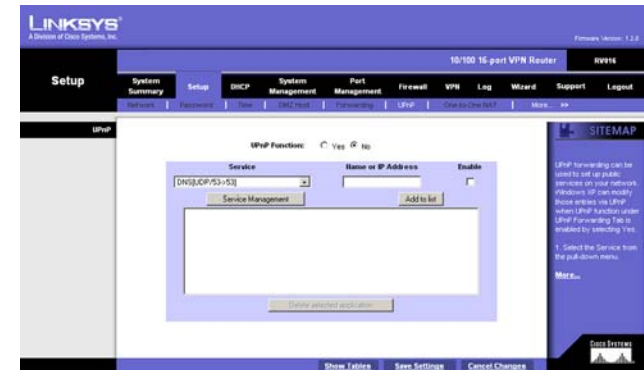 LINKSYS®
A Division of Cisco Systems, Inc.
Firmware Version: 1.2.0
10/100 16-port VPN Router
RV016
Setup
System Summary
Setup
DHCP
System Management
Port Management
Firewall
VPN
Log
Wizard
Support
Logout
Network | Password | Time | DMZ Host | Forwarding | UPnP | One-to-One NAT | More... >>
UPnP
SITEMAP
UPnP Function: Yes No
Service
Name or IP Address
Enable
DNS[UDP/53->53]
Service Management
Add to list
Delete selected application
UPnP forwarding can be
used to set up public
services on your network.
Windows XP can modify
those entries via UPnP
when UPnP function under
UPnP Forwarding Tab is
enabled by selecting Yes.
1. Select the Service from
the pull-down menu.
More...
Show Tables
Save Settings
Cancel Changes
CISCO SYSTEMS